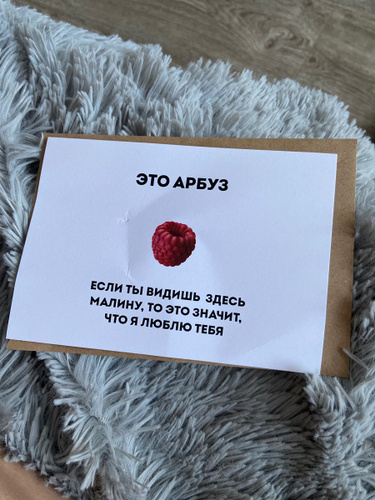 ЭТО АРБУЗ
ЕСЛИ ТЫ ВИДИШЬ ЗДЕСЬ
МАЛИНУ, ТО ЭТО ЗНАЧИТ,
ЧТО Я ЛЮБЛЮ ТЕБЯ